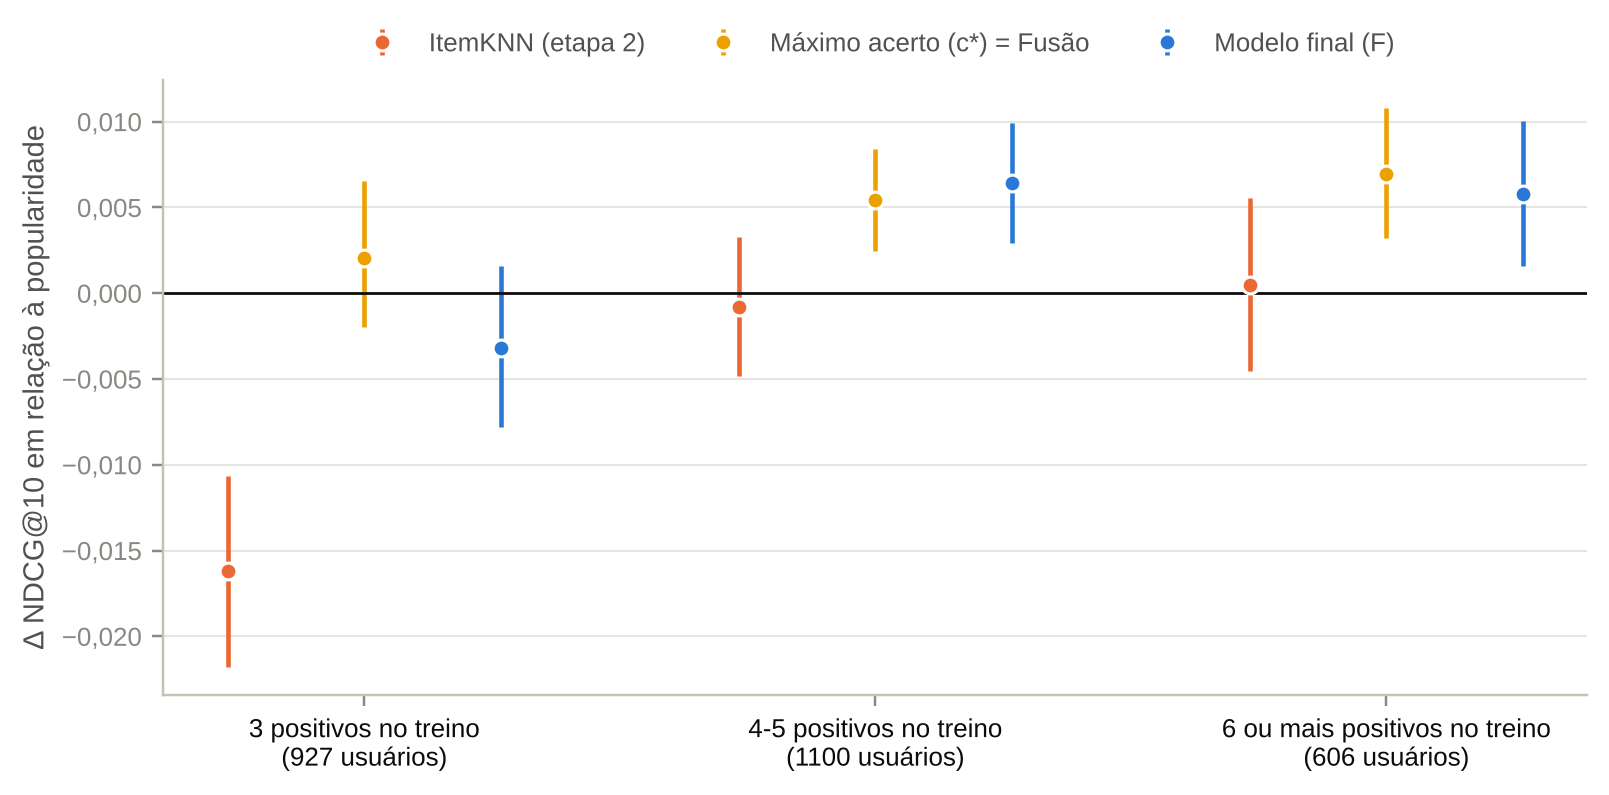 ItemKNN (etapa 2)
Máximo acerto (c*) = Fusão
Modelo final (F)
Δ NDCG@10 em relação à popularidade
0,010
0,005
0,000
−0,005
−0,010
−0,015
−0,020
3 positivos no treino
(927 usuários)
4-5 positivos no treino
(1100 usuários)
6 ou mais positivos no treino
(606 usuários)